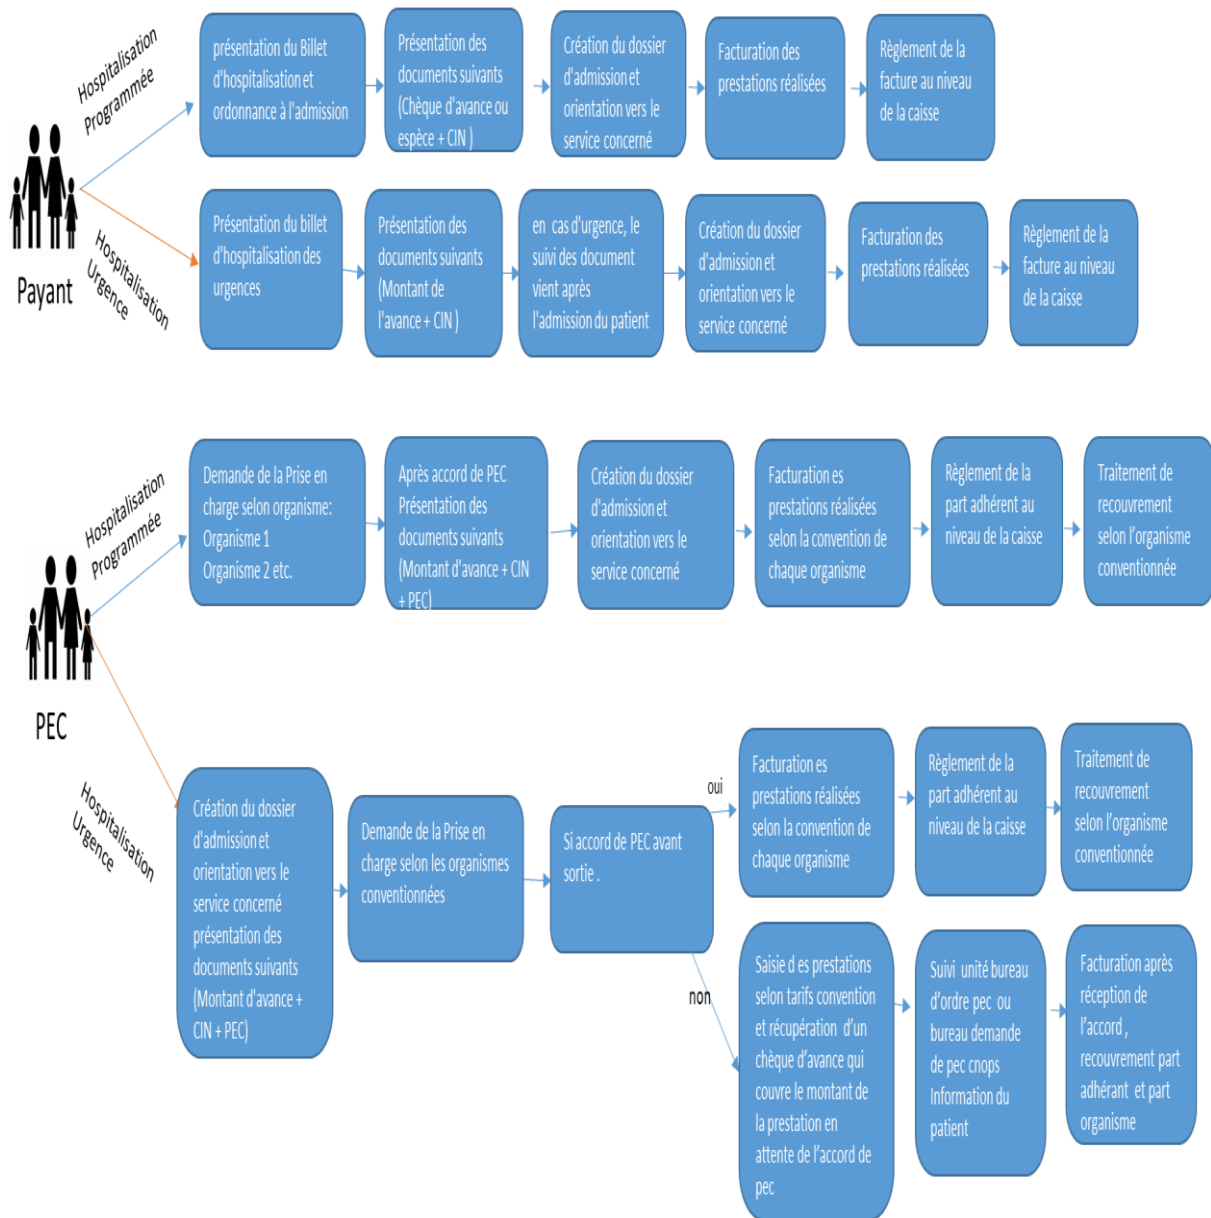 Hospitalisation
Programmée
présentation du Billet
d'hospitalisation et
ordonnance à l'admission
Présentation des
documents suivants
(Chèque d'avance ou
espèce + CIN )
Création du dossier
d'admission et
orientation vers le
service concerné
Facturation des
prestations réalisées
Règlement de la
facture au niveau
de la caisse
Payant
Hospitalisation
Urgence
Présentation du billet
d'hospitalisation des
urgences
Présentation des
documents suivants
(Montant de
l'avance + CIN )
en cas d'urgence, le
suivi des document
vient après
l'admission du patient
Création du dossier
d'admission et
orientation vers le
service concerné
Facturation des
prestations réalisées
Règlement de la
facture au niveau
de la caisse
Hospitalisation
Programmée
Demande de la Prise en
charge selon organisme:
Organisme 1
Organisme 2 etc.
Après accord de PEC
Présentation des
documents suivants
(Montant d'avance + CIN
+ PEC)
Création du dossier
d'admission et
orientation vers le
service concerné
Facturation es
prestations réalisées
selon la convention de
chaque organisme
Règlement de la
part adhérent au
niveau de la caisse
Traitement de
recouvrement
selon l'organisme
conventionnée
PEC
Hospitalisation
Urgence
Création du dossier
d'admission et
orientation vers le
service concerné
présentation des
documents suivants
(Montant d'avance +
CIN + PEC)
Demande de la Prise en
charge selon les organismes
conventionnées
Si accord de PEC avant
sortie .
oui
Facturation es
prestations réalisées
selon la convention de
chaque organisme
Règlement de la
part adhérent au
niveau de la caisse
Traitement de
recouvrement
selon l'organisme
conventionnée
non
Saisie d es prestations
selon tarifs convention
et récupération d'un
chèque d'avance qui
couvre le montant de
la prestation en
attente de l'accord de
pec
Suivi unité bureau
d'ordre pec ou
bureau demande
de pec cnops
Information du
patient
Facturation après
réception de
l'accord ,
recouvrement part
adhérant et part
organisme